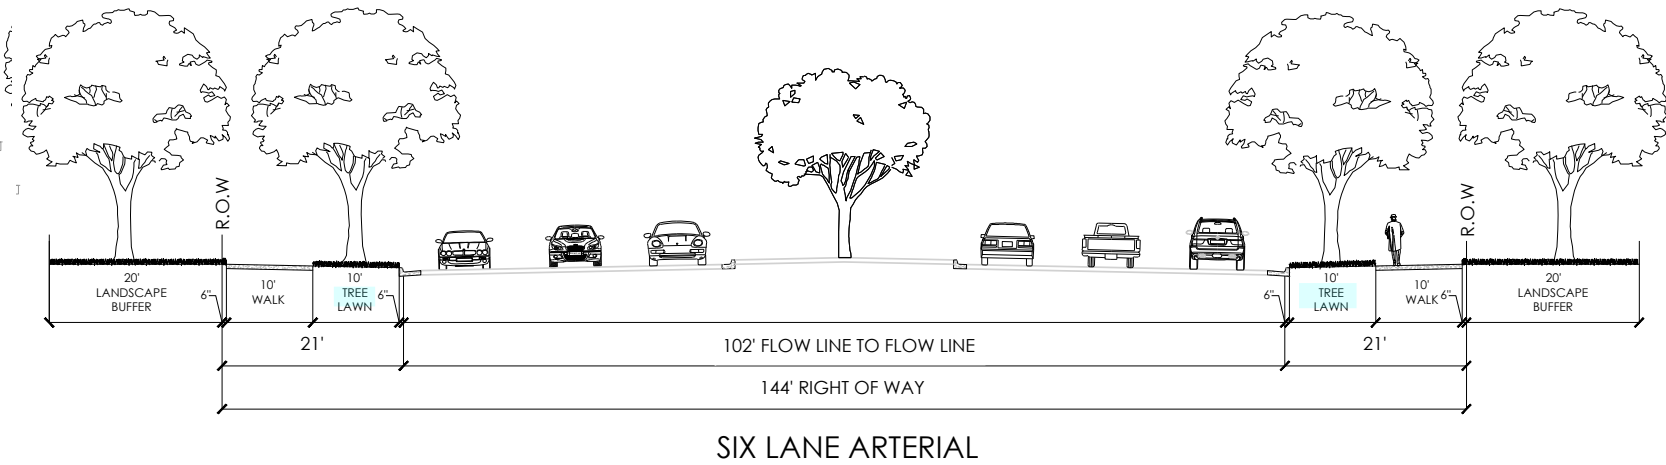 R.O.W
R.O.W
20'
LANDSCAPE
BUFFER
6"
10'
WALK
10'
TREE
LAWN
6"
6"
10'
TREE
LAWN
10'
WALK
6"
20'
LANDSCAPE
BUFFER
21'
102' FLOW LINE TO FLOW LINE
21'
144' RIGHT OF WAY
SIX LANE ARTERIAL